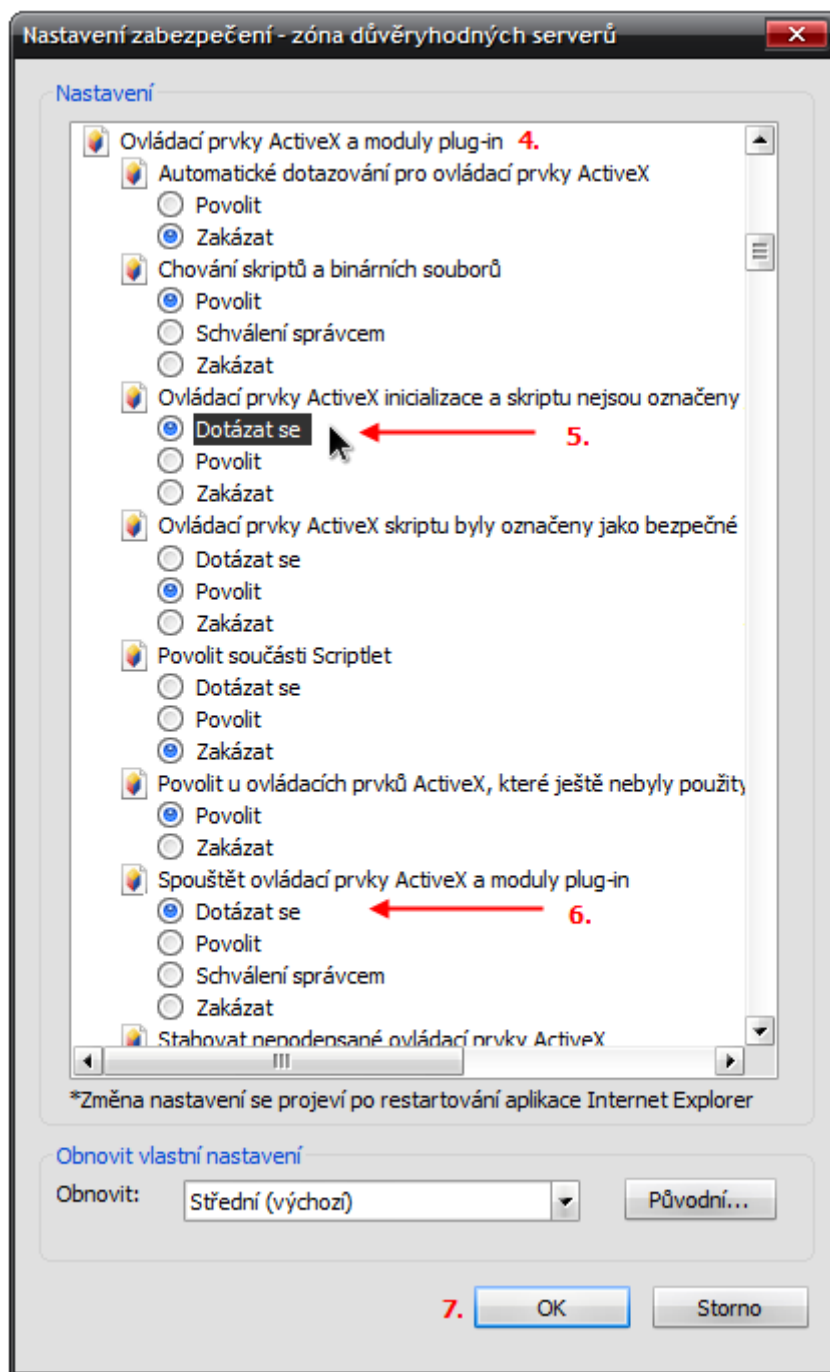 Nastavení zabezpečení - zóna důvěryhodných serverů
Nastavení
Ovládací prvky ActiveX a moduly plug-in 4.
Automatické dotazování pro ovládací prvky ActiveX
Povolit
Zakázat
Chování skriptů a binárních souborů
Povolit
Schválení správcem
Zakázat
Ovládací prvky ActiveX inicializace a skriptu nejsou označeny
Dotázat se 5.
Povolit
Zakázat
Ovládací prvky ActiveX skriptu byly označeny jako bezpečné
Dotázat se
Povolit
Zakázat
Povolit součásti Scriptlet
Dotázat se
Povolit
Zakázat
Povolit u ovládacích prvků ActiveX, které ještě nebyly použity
Povolit
Zakázat
Spouštět ovládací prvky ActiveX a moduly plug-in
Dotázat se 6.
Povolit
Schválení správcem
Zakázat
Stahovat nepodepsané ovládací prvky ActiveX
*Změna nastavení se projeví po restartování aplikace Internet Explorer
Obnovit vlastní nastavení
Obnovit: Střední (výchozí) Původní...
7. OK Storno